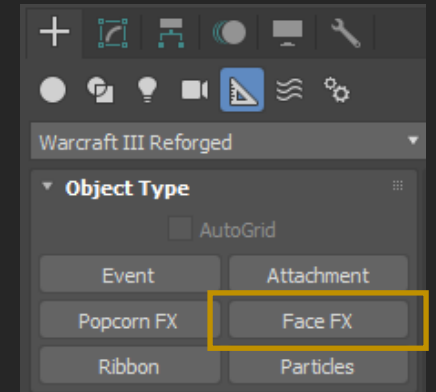 Warcraft III Reforged
Object Type
AutoGrid
Event Attachment
Popcorn FX Face FX
Ribbon Particles